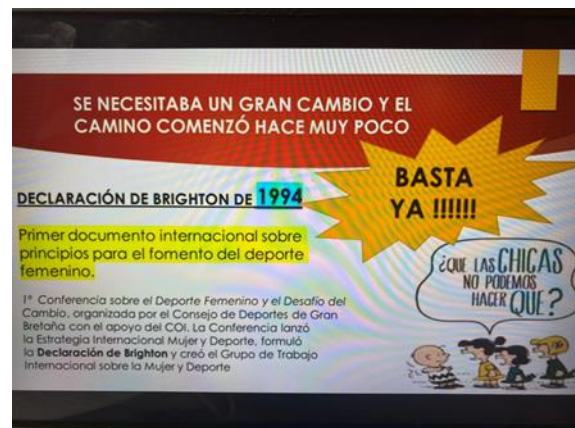 SE NECESITABA UN GRAN CAMBIO Y EL
CAMINO COMENZÓ HACE MUY POCO
BASTA
YA !!!!!!
DECLARACIÓN DE BRIGHTON DE 1994
Primer documento internacional sobre
principios para el fomento del deporte
femenino.
¿QUE LAS CHICAS
NO PODEMOS
HACER QUE?
1ª Conferencia sobre el Deporte Femenino y el Desafío del
Cambio, organizada por el Consejo de Deportes de Gran
Bretaña con el apoyo del COI. La Conferencia lanzó
la Estrategia Internacional Mujer y Deporte, formuló
la Declaración de Brighton y creó el Grupo de Trabajo
Internacional sobre la Mujer y Deporte